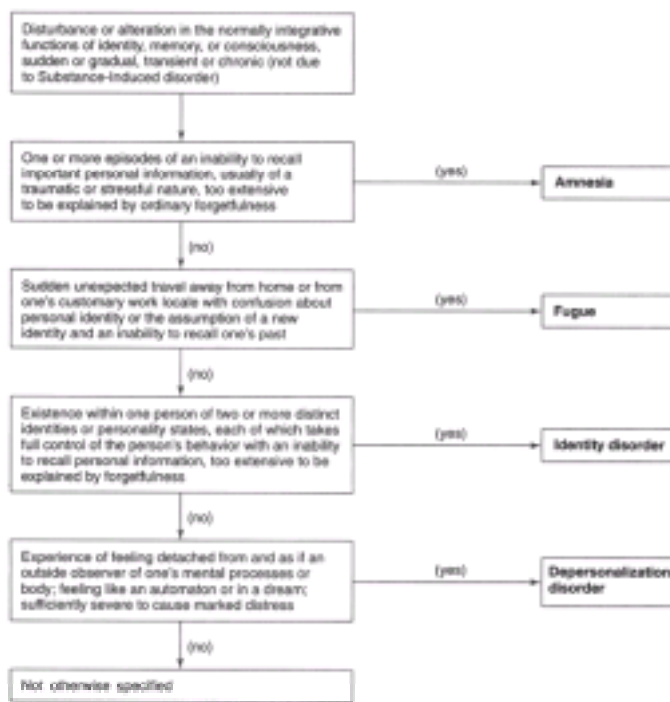 Disturbance or alteration in the normally integrative
functions of identity, memory, or consciousness,
sudden or gradual, transient or chronic (not due
to Substance-induced disorder)
One or more episodes of an inability to recall
important personal information, usually of a
traumatic or stressful nature, too extensive
to be explained by ordinary forgetfulness
(yes)
Amnesia
(no)
Sudden unexpected travel away from home or from
one's customary work locale with confusion about
personal identity or the assumption of a new
identity and an inability to recall one's past
(yes)
Fugue
(no)
Existence within one person of two or more distinct
identities or personality states, each of which takes
full control of the person's behavior with an inability
to recall personal information, too extensive to be
explained by forgetfulness
(yes)
Identity disorder
(no)
Experience of feeling detached from and as if an
outside observer of one's mental processes or
body; feeling like an automaton or in a dream;
sufficiently severe to cause marked distress
(yes)
Depersonalization
disorder
(no)
Not otherwise specified